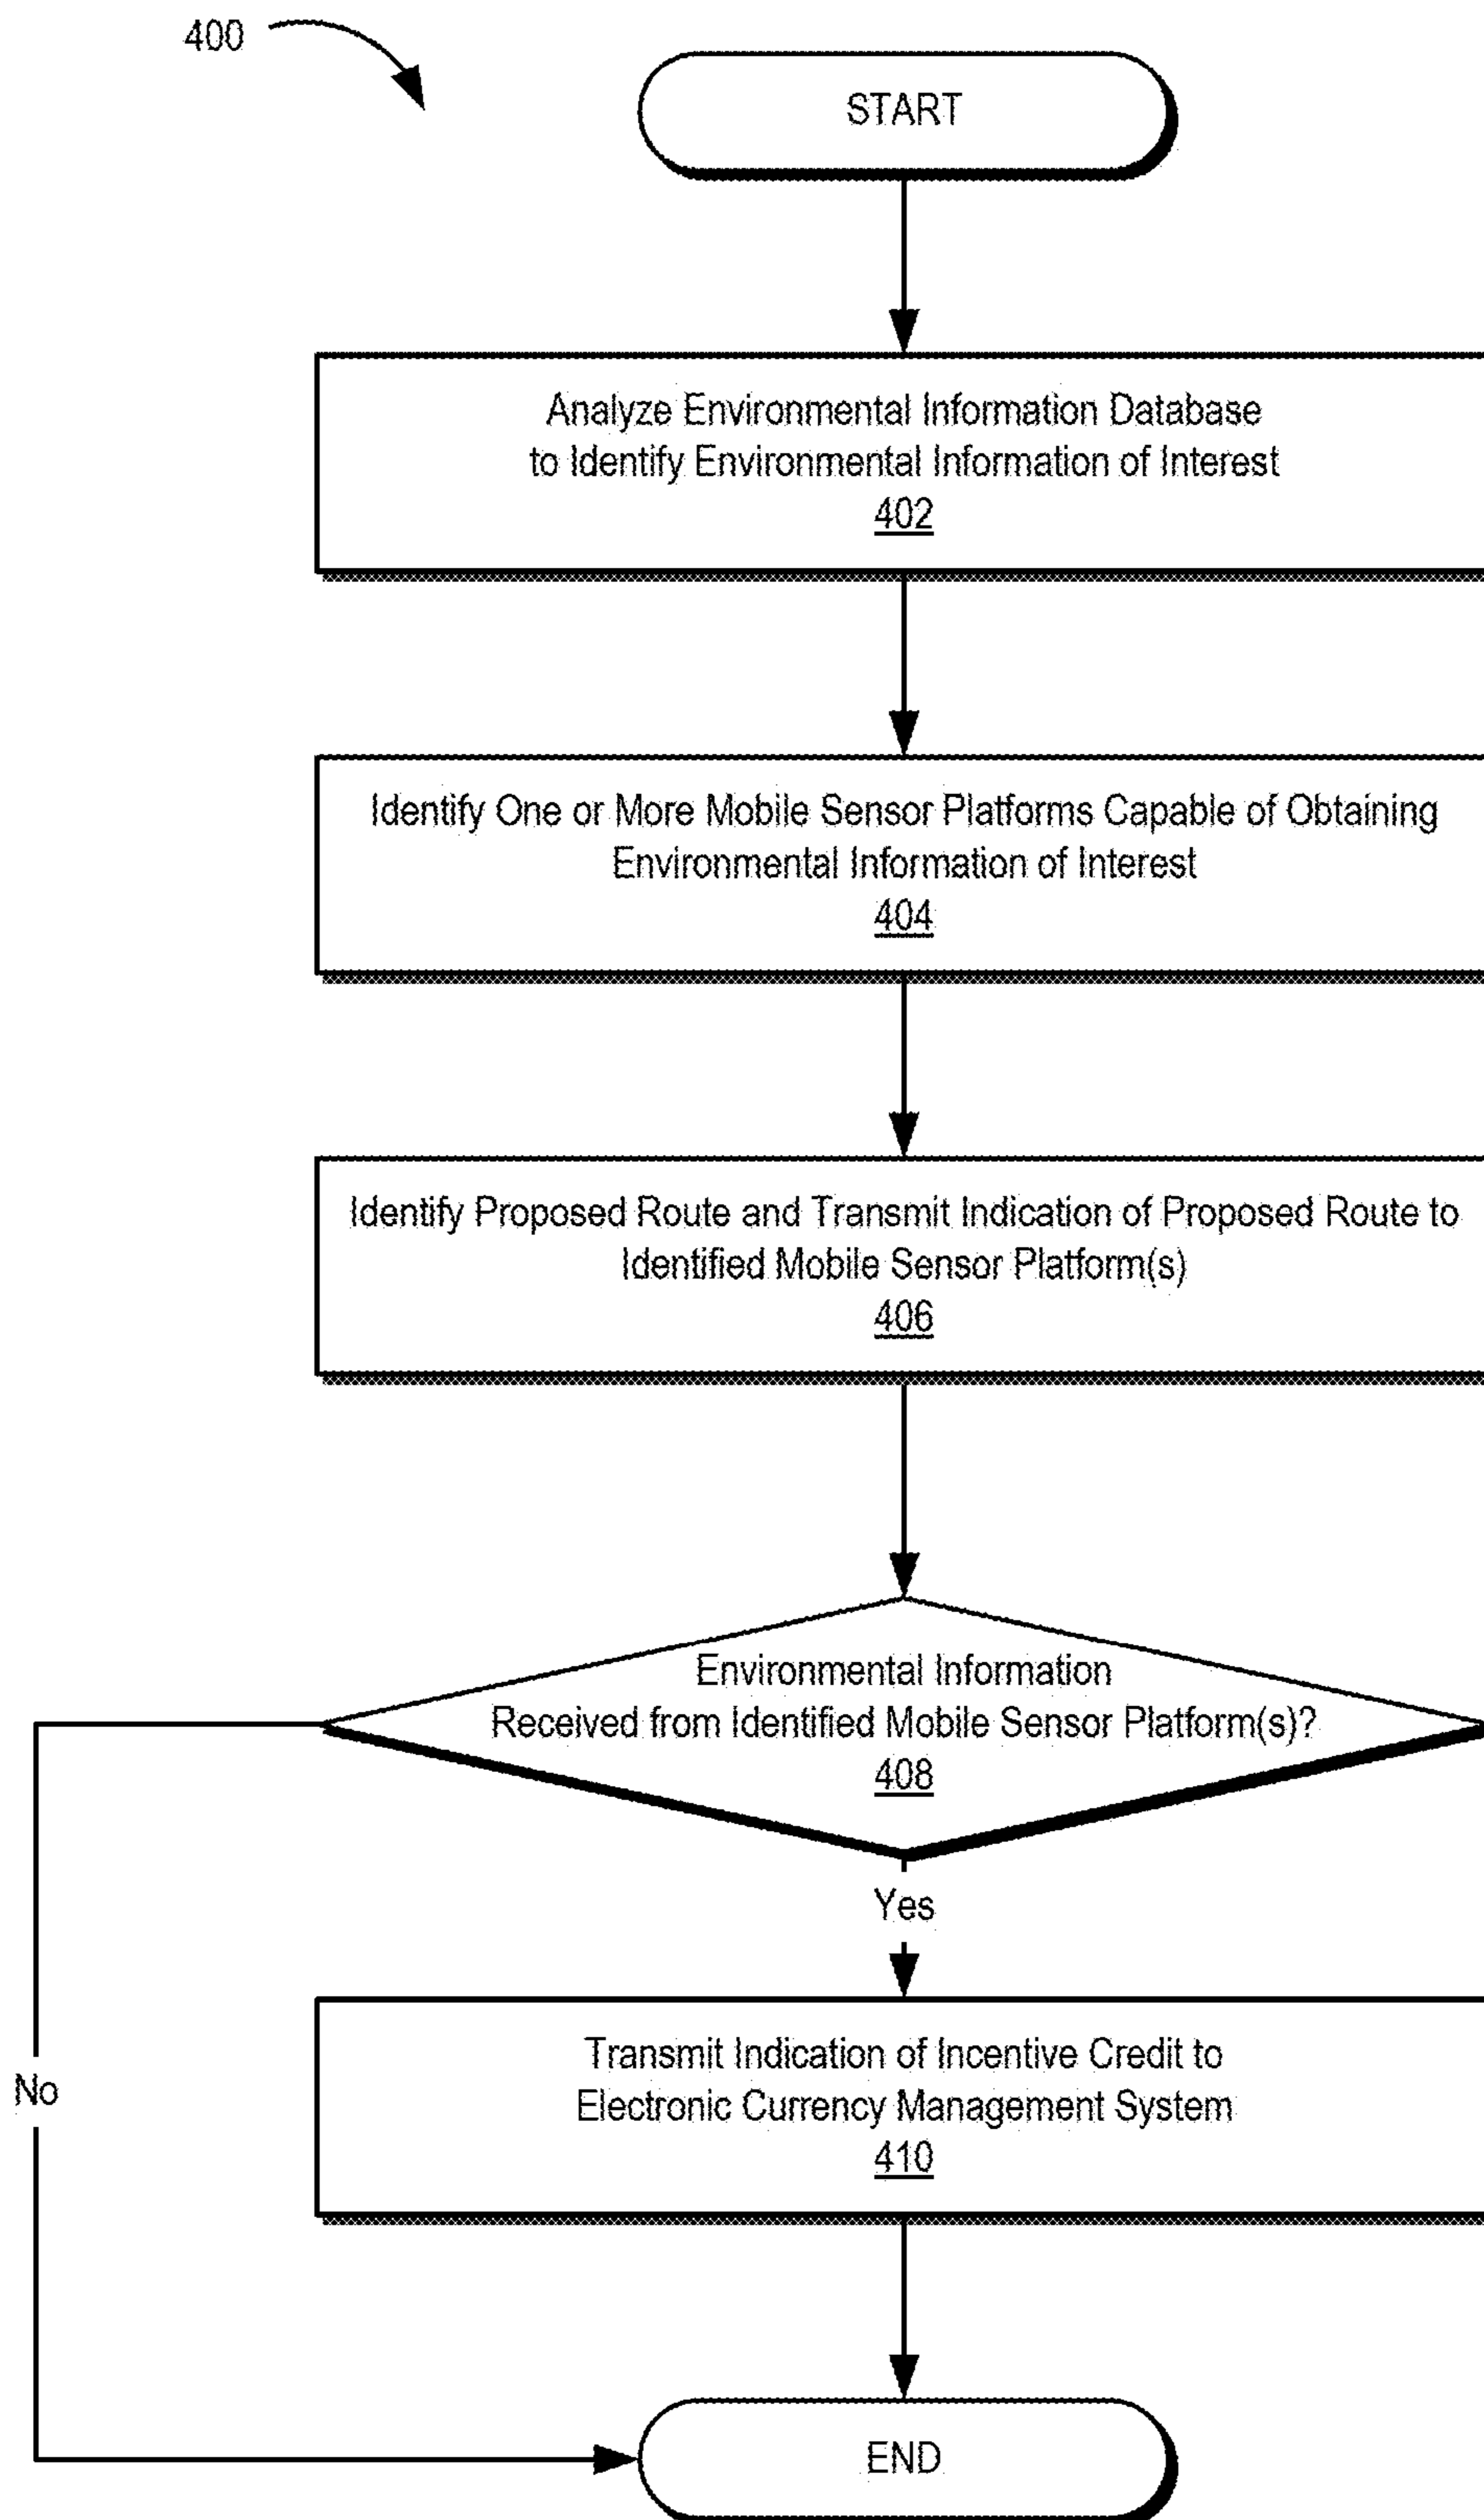 400
START
Analyze Environmental Information Database
to Identify Environmental Information of Interest
402
Identify One or More Mobile Sensor Platforms Capable of Obtaining
Environmental Information of Interest
404
Identify Proposed Route and Transmit Indication of Proposed Route to
Identified Mobile Sensor Platform(s)
406
Environmental Information
Received from Identified Mobile Sensor Platform(s)?
408
Yes
No
Transmit Indication of Incentive Credit to
Electronic Currency Management System
410
END